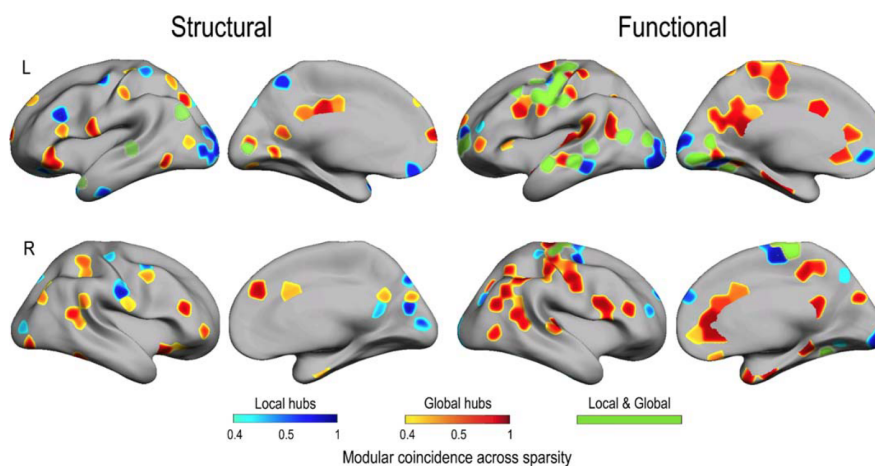 Structural Functional
L
R
Local hubs Global hubs Local & Global
0.4 0.5 1 0.4 0.5 1
Modular coincidence across sparsity